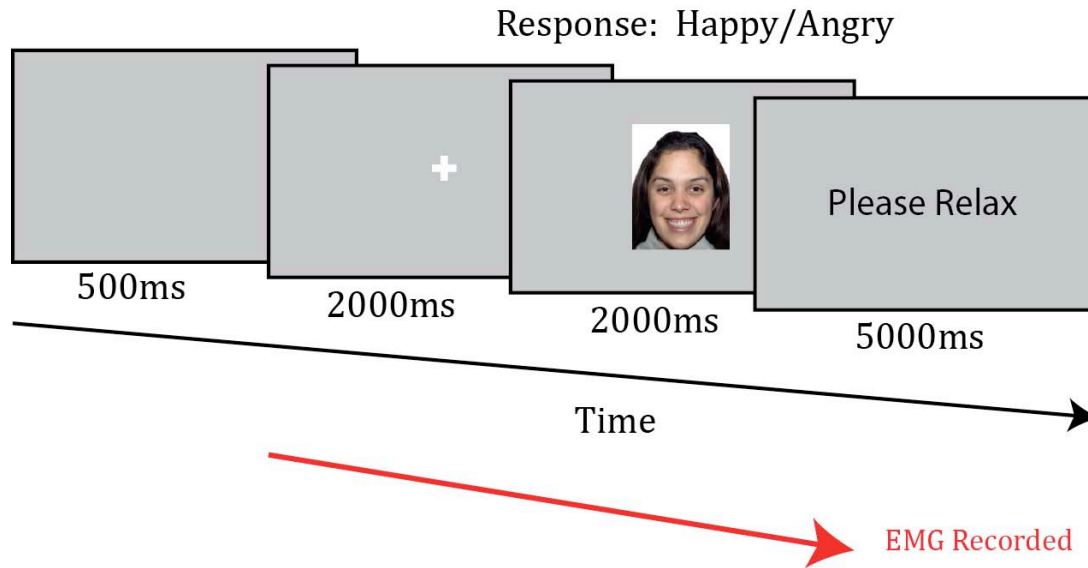 Response: Happy/Angry
Please Relax
500ms
2000ms
2000ms
5000ms
Time
EMG Recorded